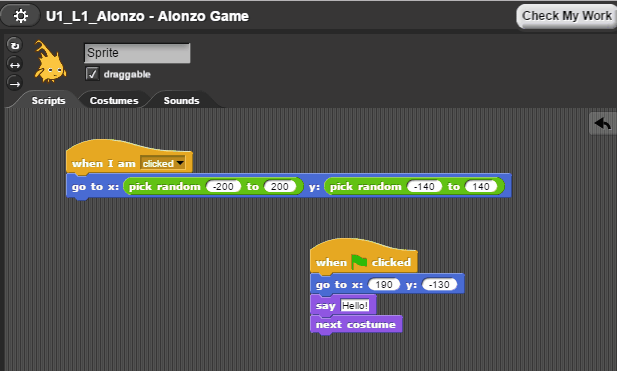 U1_L1_Alonzo - Alonzo Game
Check My Work
Sprite
draggable
Scripts Costumes Sounds
when I am clicked
go to x: pick random -200 to 200 y: pick random -140 to 140
when clicked
go to x: 190 y: -130
say Hello!
next costume